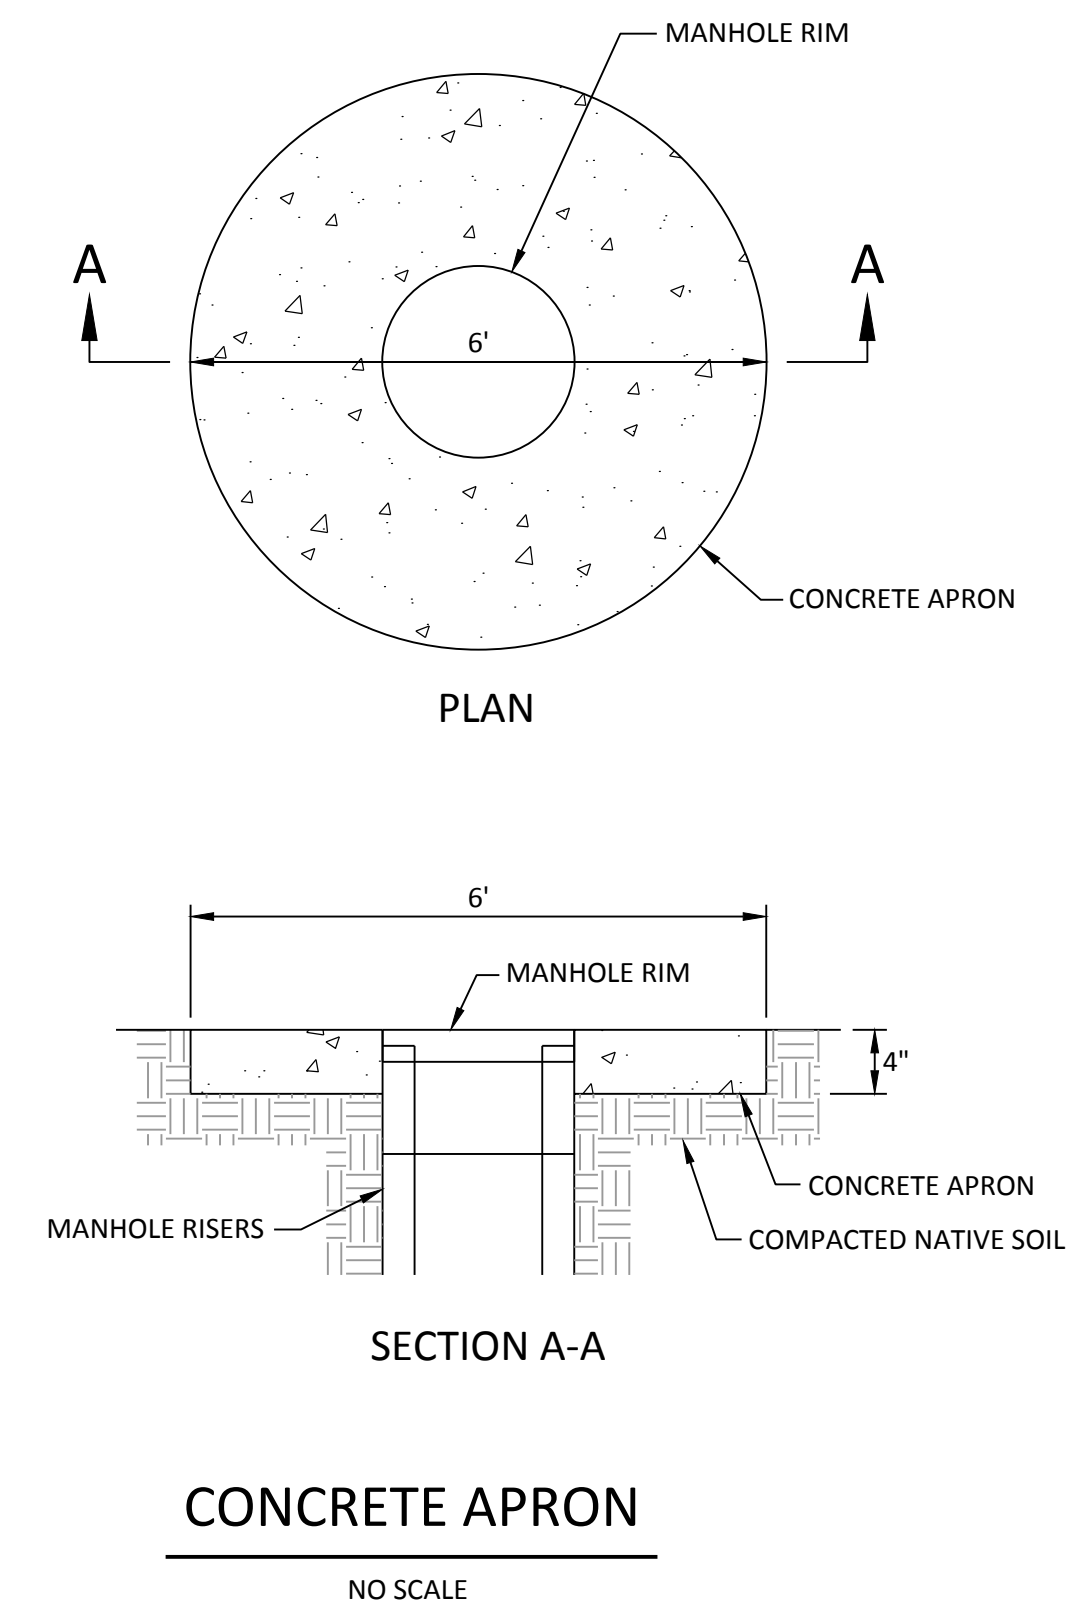 MANHOLE RIM
A
A
6'
CONCRETE APRON
PLAN
6'
MANHOLE RIM
4"
CONCRETE APRON
MANHOLE RISERS
COMPACTED NATIVE SOIL
SECTION A-A
CONCRETE APRON
NO SCALE